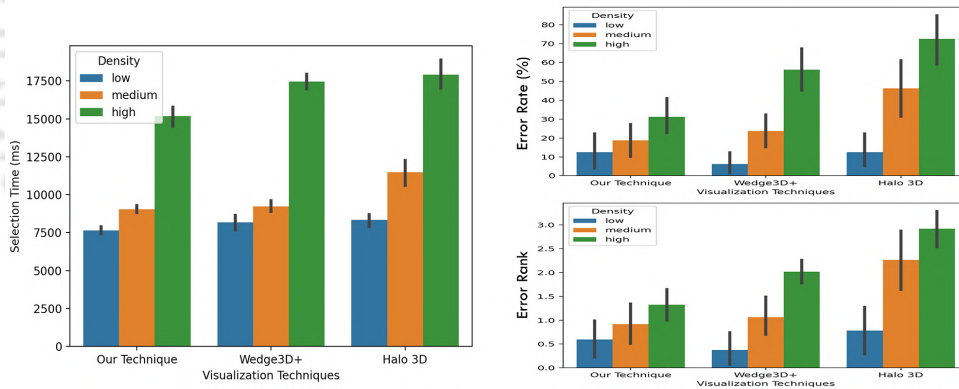 Selection Time (ms)
17500
15000
12500
10000
7500
5000
2500
0
Density
low
medium
high
Our Technique
Wedge3D+
Halo 3D
Visualization Techniques
Error Rate (%)
80
70
60
50
40
30
20
10
0
Density
low
medium
high
Our Technique
Wedge3D+
Halo 3D
Visualization Techniques
Error Rank
3.0
2.5
2.0
1.5
1.0
0.5
0.0
Density
low
medium
high
Our Technique
Wedge3D+
Halo 3D
Visualization Techniques